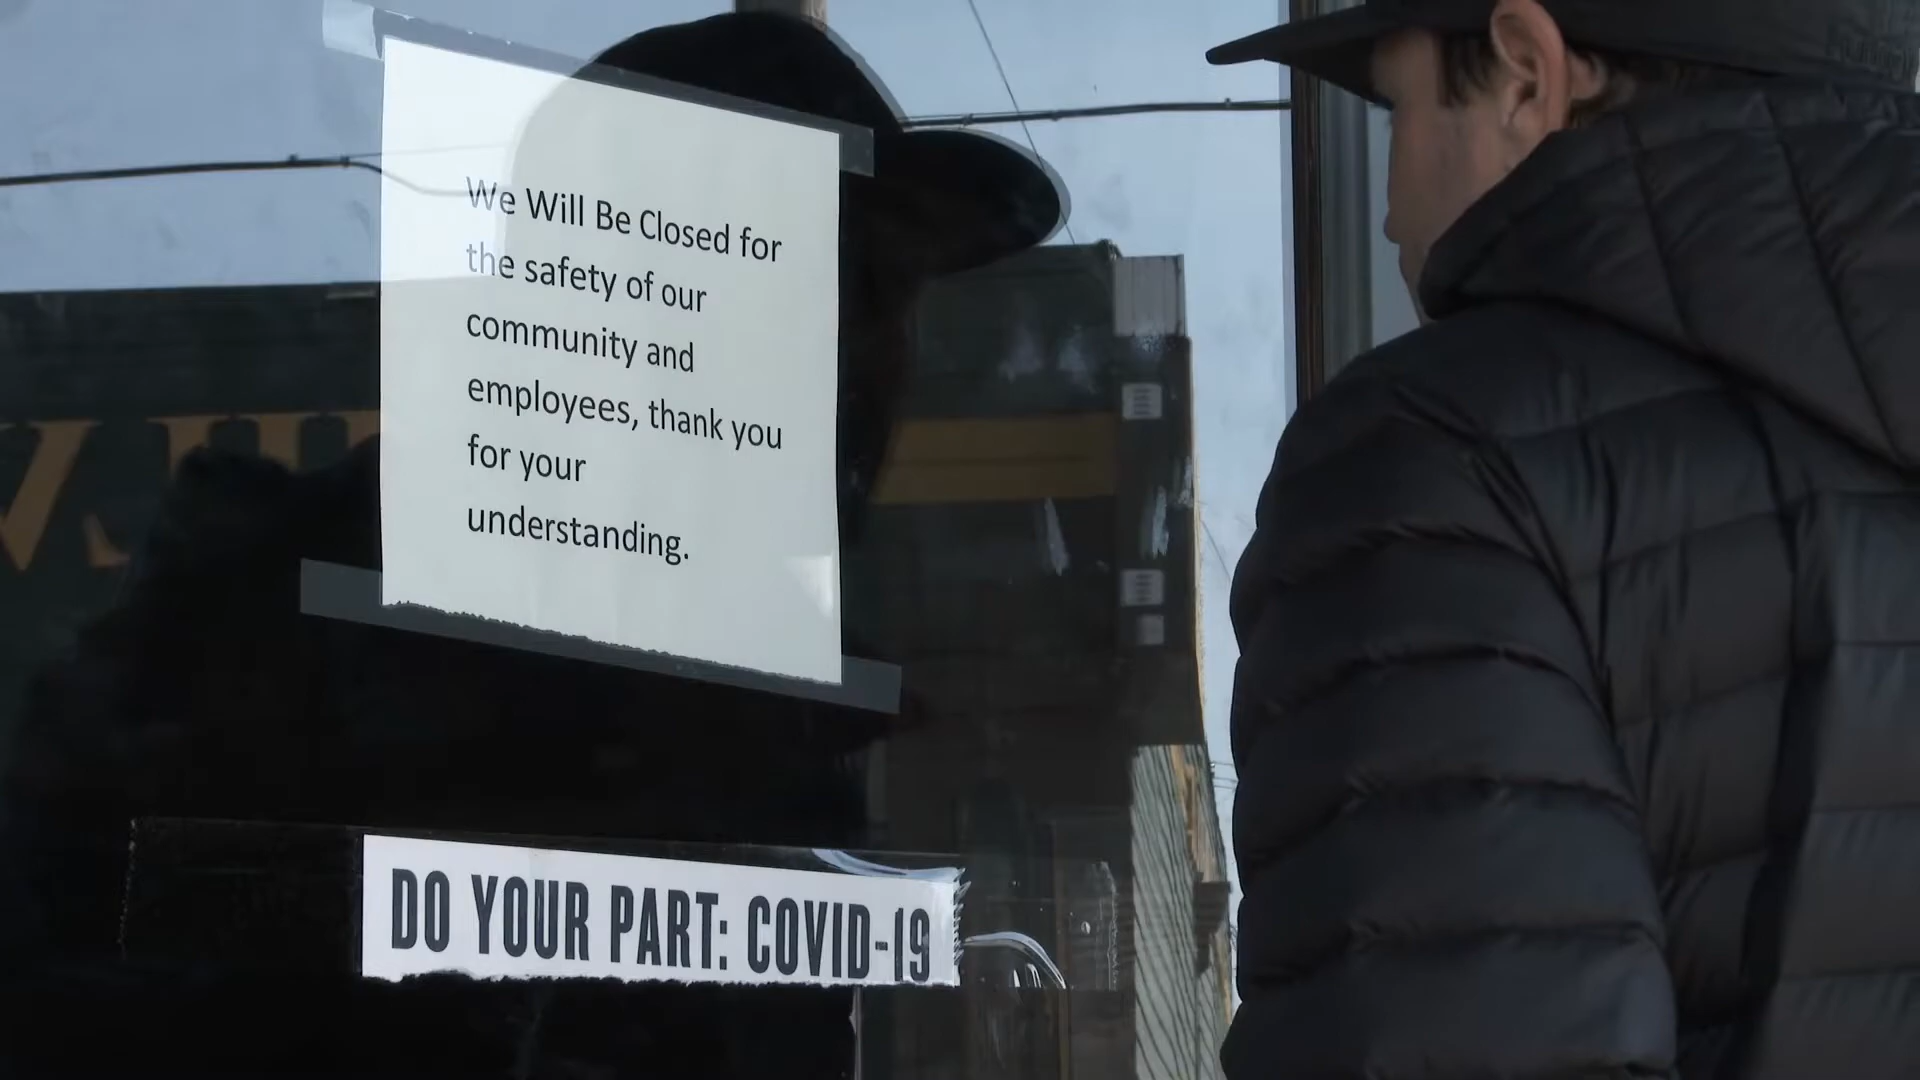 We Will Be Closed for
the safety of our
community and
employees, thank you
for your
understanding.
DO YOUR PART: COVID-19